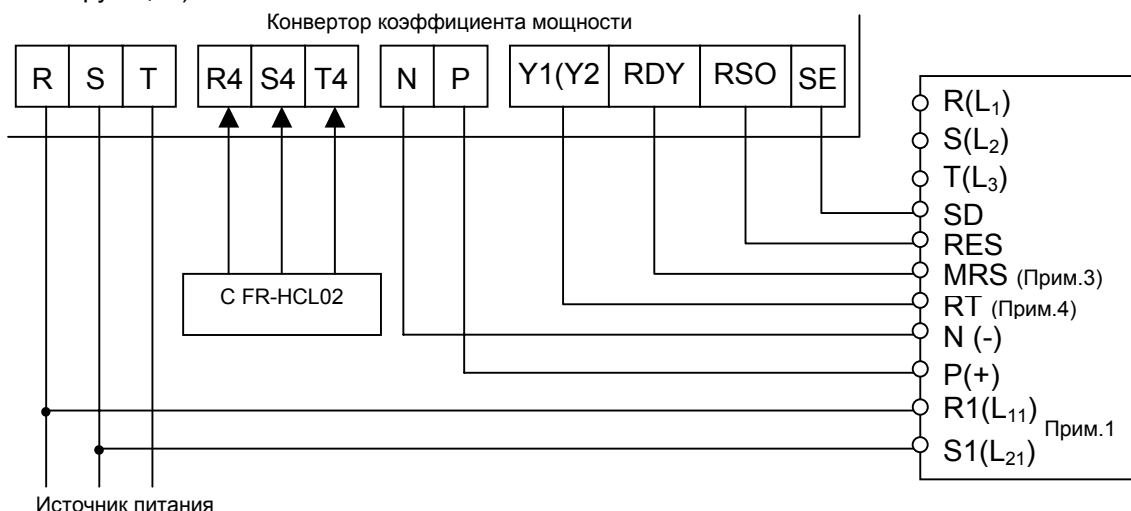 Конвертор коэффициента мощности
R S T R4 S4 T4 N P Y1(Y2 RDY RSO SE
R(L1)
S(L2)
T(L3)
SD
RES
MRS (Прим.3)
С FR-HCL02
RT (Прим.4)
N (-)
P(+)
R1(L11)
Прим.1
S1(L21)
Источник питания